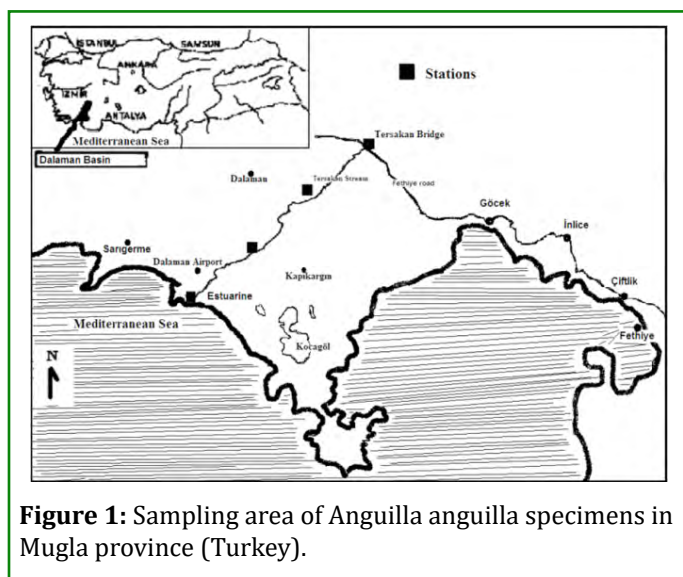 İSTANBUL
SAMSUN
ANKARA
İZMİR
ANTALYA
Mediterranean Sea
Dalaman Basin
Stations
Tersakan Bridge
Dalaman
Tersakan Stream
Fethiye road
Göcek
İnlice
Sarıgerme
Dalaman Airport
Kapıkargın
Çiftlik
Estuarine
Mediterranean Sea
Fethiye
Kocagöl
N
Figure 1: Sampling area of Anguilla anguilla specimens in
Mugla province (Turkey).